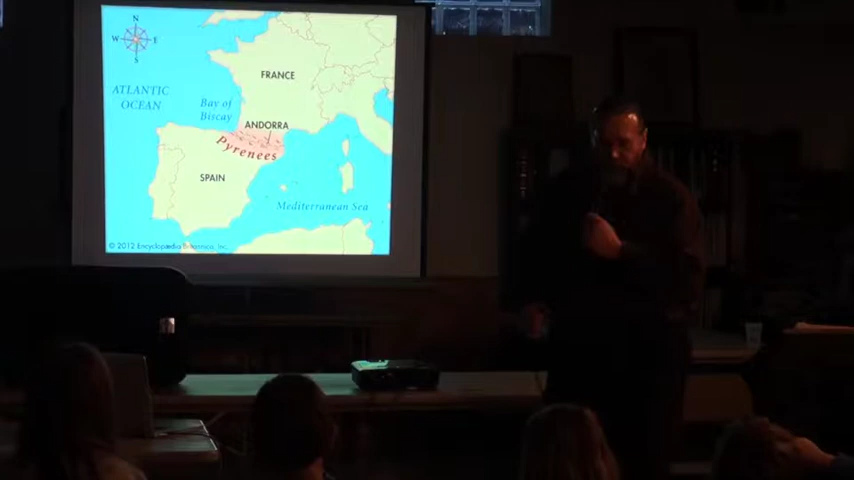 N
W E
S
FRANCE
ATLANTIC
OCEAN
Bay of
Biscay
ANDORRA
Pyrenees
SPAIN
Mediterranean Sea
© 2012 Encyclopædia Britannica, Inc.